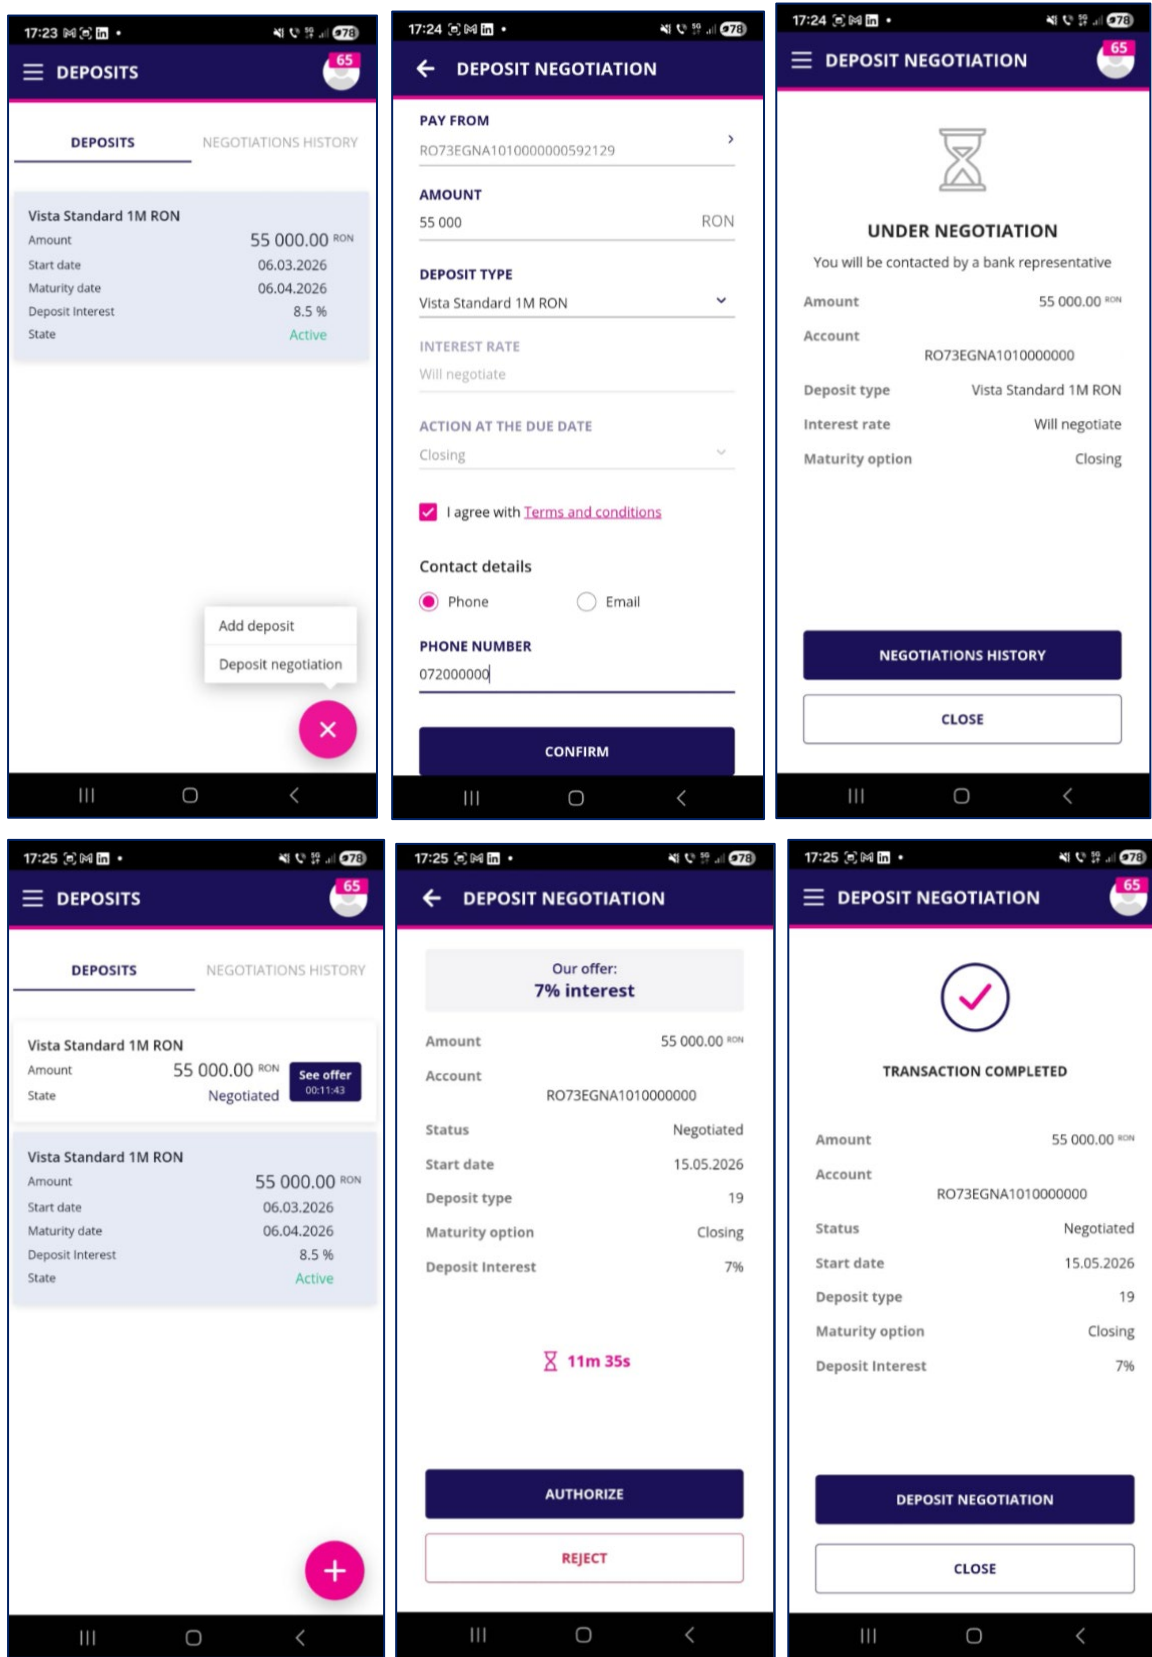 17:23
78
DEPOSITS
65
DEPOSITS NEGOTIATIONS HISTORY
Vista Standard 1M RON
Amount 55 000.00 RON
Start date 06.03.2026
Maturity date 06.04.2026
Deposit Interest 8.5 %
State Active
Add deposit
Deposit negotiation
17:24
78
DEPOSIT NEGOTIATION
PAY FROM
RO73EGNA1010000000592129
AMOUNT
55 000 RON
DEPOSIT TYPE
Vista Standard 1M RON
INTEREST RATE
Will negotiate
ACTION AT THE DUE DATE
Closing
I agree with Terms and conditions
Contact details
Phone Email
PHONE NUMBER
072000000
CONFIRM
17:24
78
DEPOSIT NEGOTIATION
65
UNDER NEGOTIATION
You will be contacted by a bank representative
Amount 55 000.00 RON
Account
RO73EGNA1010000000
Deposit type Vista Standard 1M RON
Interest rate Will negotiate
Maturity option Closing
NEGOTIATIONS HISTORY
CLOSE
17:25
78
DEPOSITS
65
DEPOSITS NEGOTIATIONS HISTORY
Vista Standard 1M RON
Amount 55 000.00 RON
State Negotiated
See offer
00:11:43
Vista Standard 1M RON
Amount 55 000.00 RON
Start date 06.03.2026
Maturity date 06.04.2026
Deposit Interest 8.5 %
State Active
17:25
78
DEPOSIT NEGOTIATION
Our offer:
7% interest
Amount 55 000.00 RON
Account
RO73EGNA1010000000
Status Negotiated
Start date 15.05.2026
Deposit type 19
Maturity option Closing
Deposit Interest 7%
11m 35s
AUTHORIZE
REJECT
17:25
78
DEPOSIT NEGOTIATION
65
TRANSACTION COMPLETED
Amount 55 000.00 RON
Account
RO73EGNA1010000000
Status Negotiated
Start date 15.05.2026
Deposit type 19
Maturity option Closing
Deposit Interest 7%
DEPOSIT NEGOTIATION
CLOSE